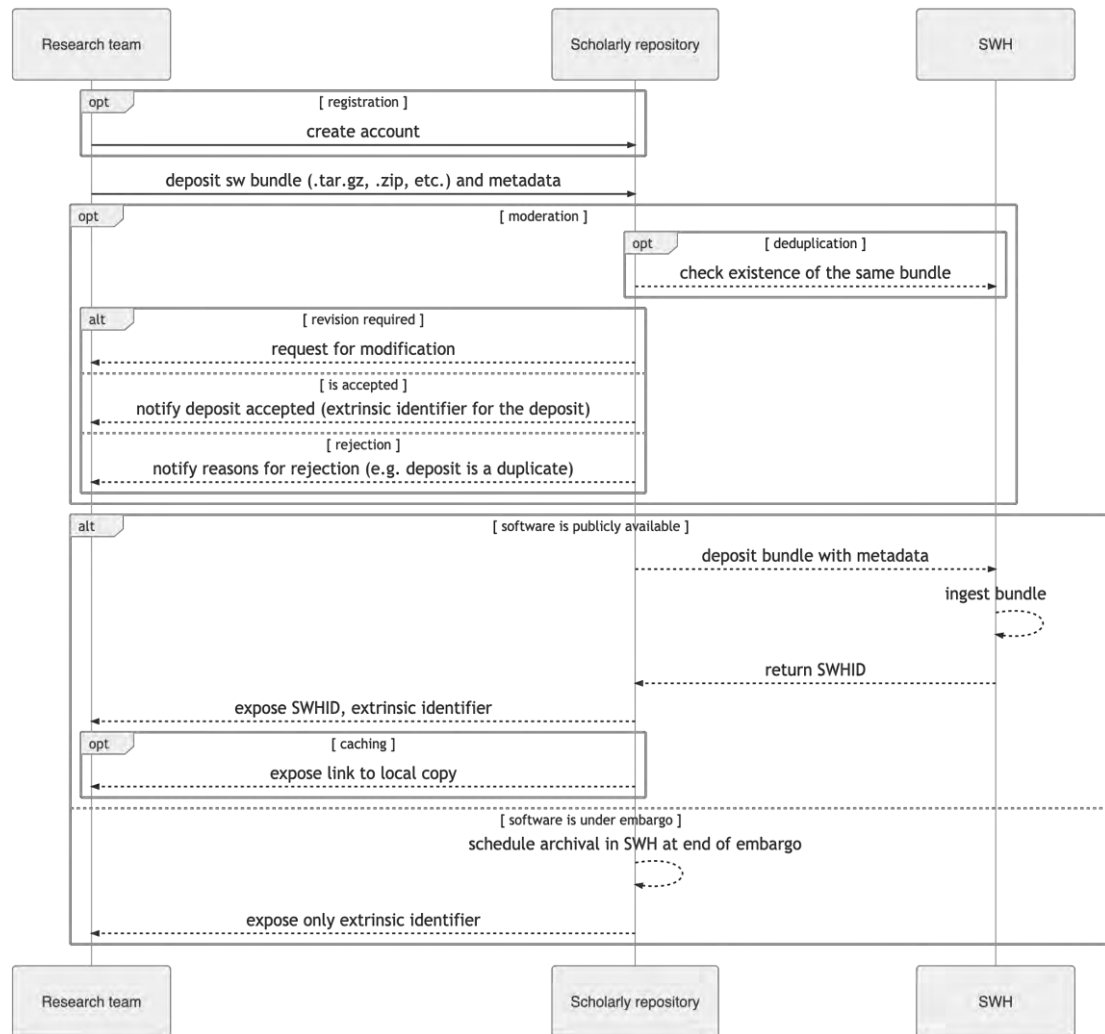 Research team
Scholarly repository
SWH
opt
[ registration ]
create account
deposit sw bundle (.tar.gz, .zip, etc.) and metadata
opt
[ moderation ]
opt
[ deduplication ]
check existence of the same bundle
alt
[ revision required ]
request for modification
[ is accepted ]
notify deposit accepted (extrinsic identifier for the deposit)
[ rejection ]
notify reasons for rejection (e.g. deposit is a duplicate)
alt
[ software is publicly available ]
deposit bundle with metadata
ingest bundle
return SWHID
expose SWHID, extrinsic identifier
opt
[ caching ]
expose link to local copy
[ software is under embargo ]
schedule archival in SWH at end of embargo
expose only extrinsic identifier
Research team
Scholarly repository
SWH